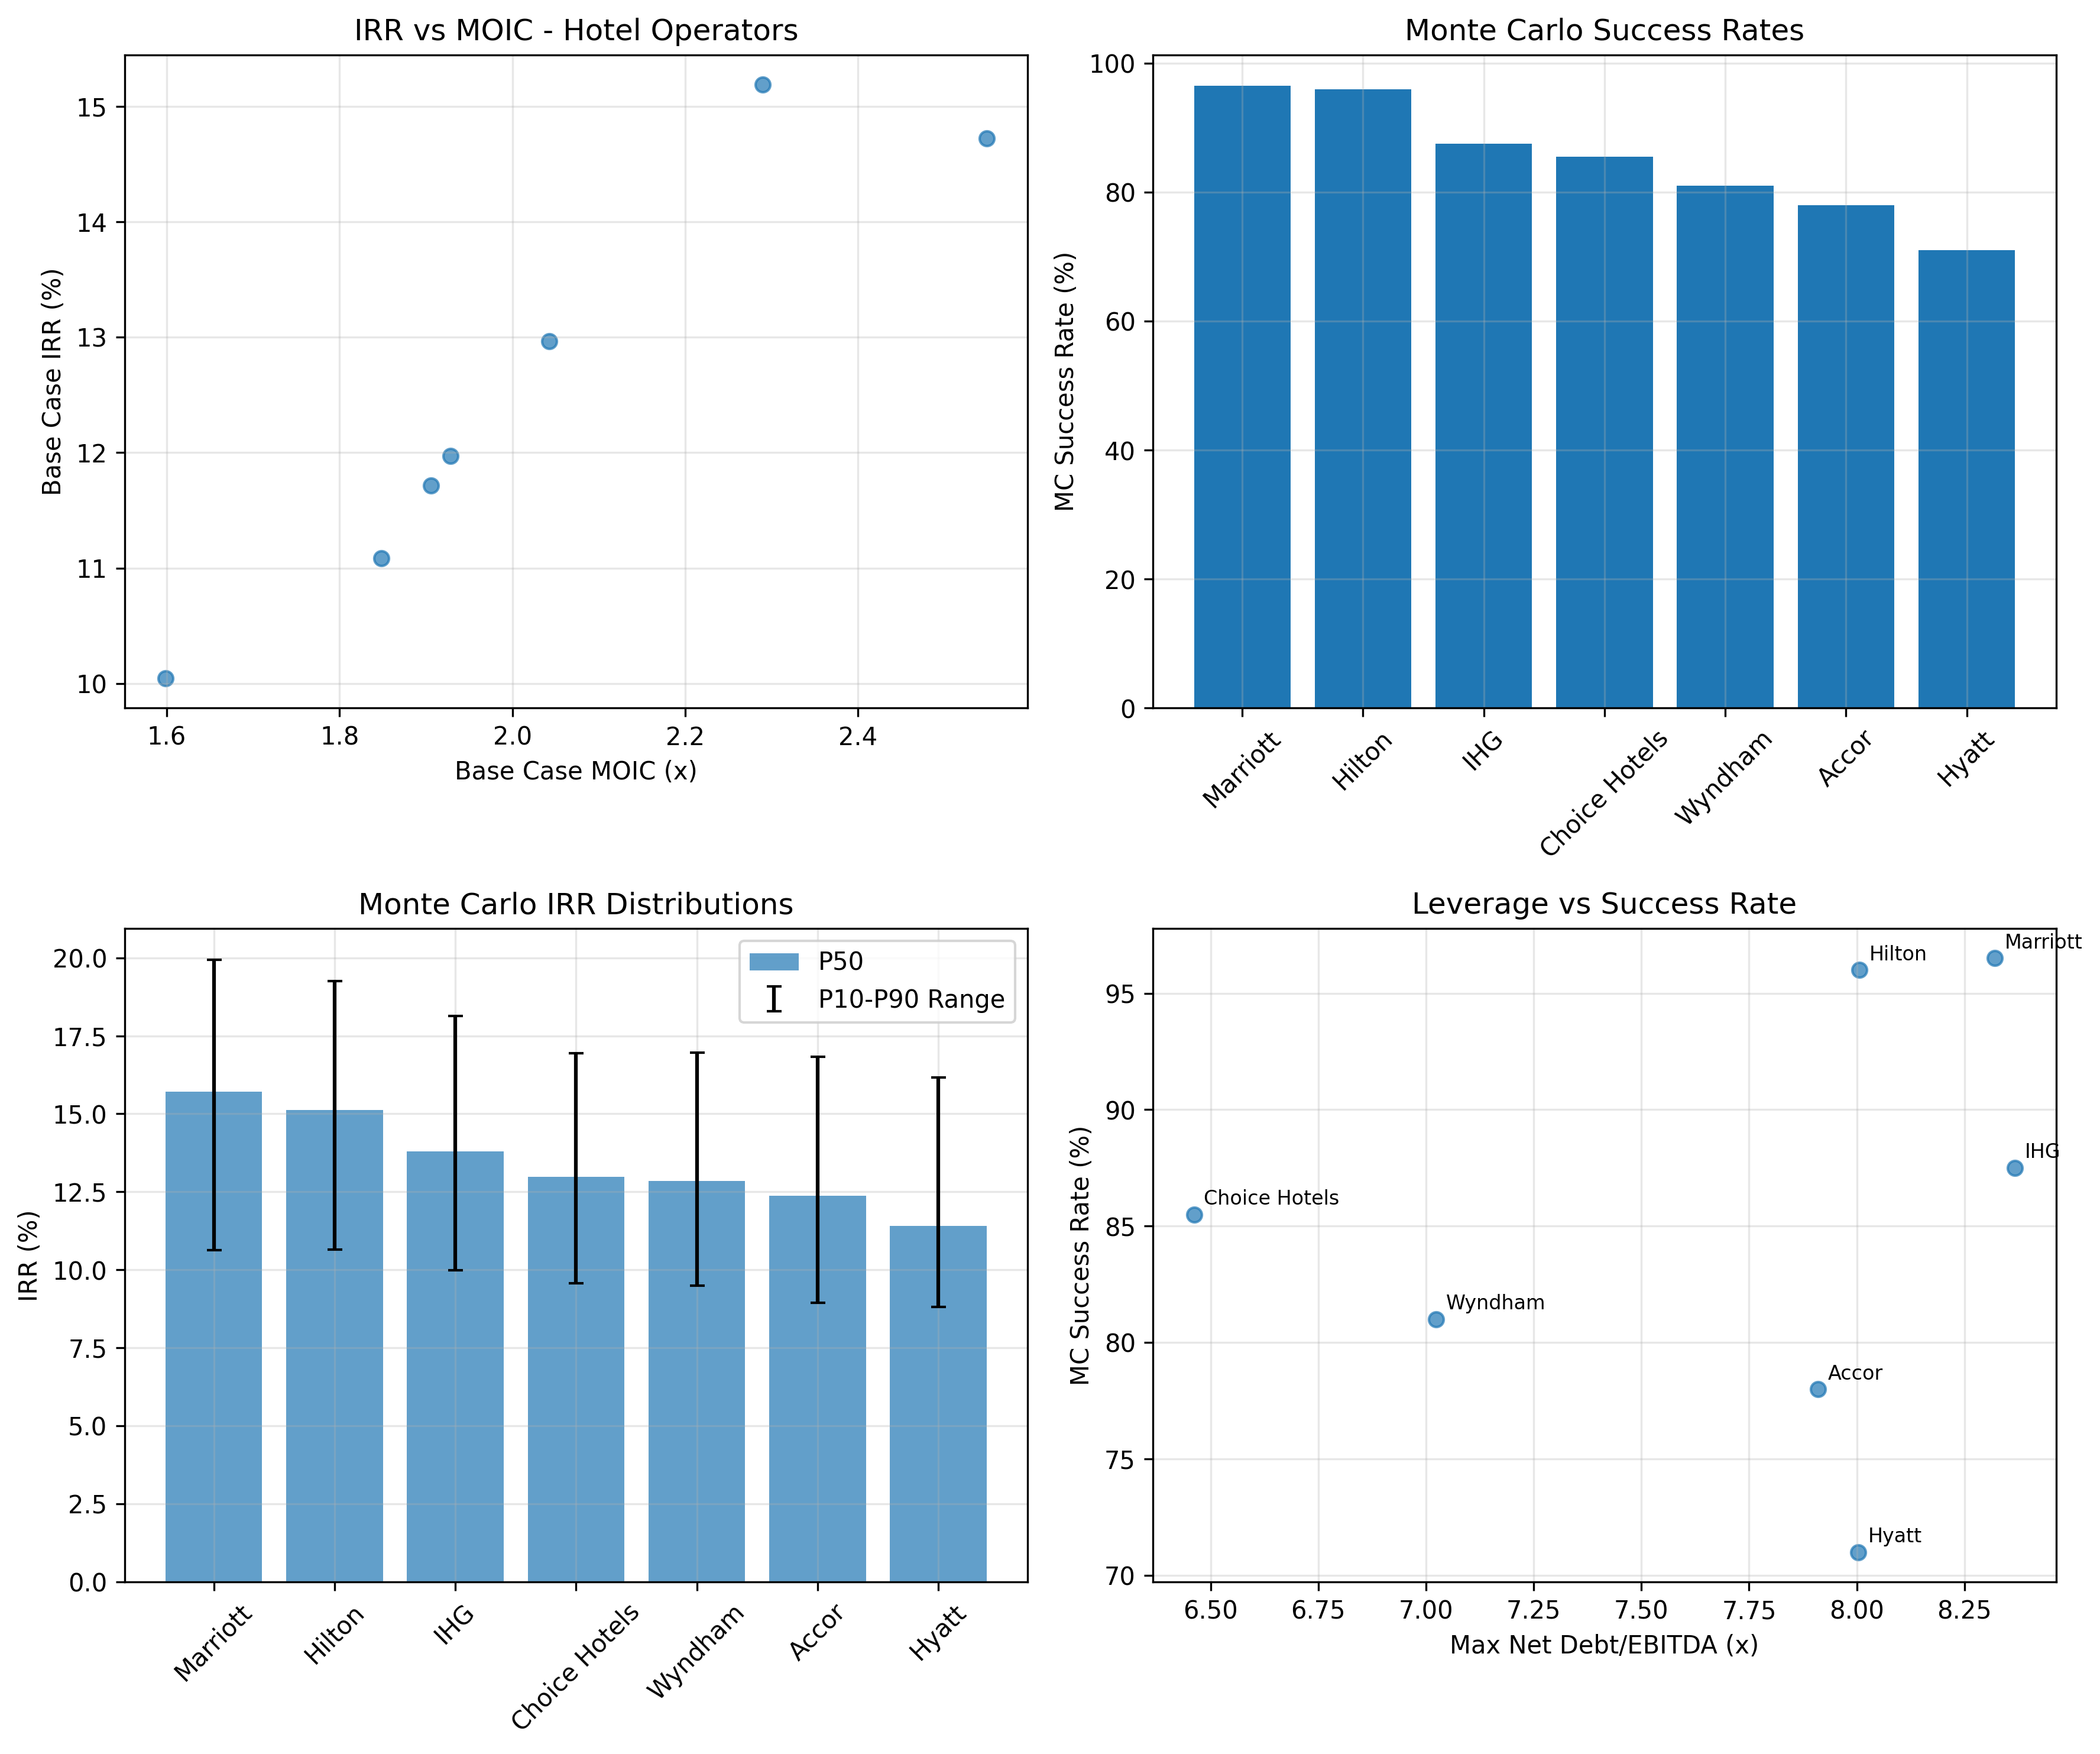 IRR vs MOIC - Hotel Operators
Base Case IRR (%)
15
14
13
12
11
10
1.6 1.8 2.0 2.2 2.4
Base Case MOIC (x)
Monte Carlo Success Rates
MC Success Rate (%)
100
80
60
40
20
0
Marriott
Hilton
IHG
Choice Hotels
Wyndham
Accor
Hyatt
Monte Carlo IRR Distributions
IRR (%)
20.0
17.5
15.0
12.5
10.0
7.5
5.0
2.5
0.0
P50
P10-P90 Range
Marriott
Hilton
IHG
Choice Hotels
Wyndham
Accor
Hyatt
Leverage vs Success Rate
MC Success Rate (%)
95
90
85
80
75
70
Marriott
Hilton
IHG
Choice Hotels
Wyndham
Accor
Hyatt
6.50 6.75 7.00 7.25 7.50 7.75 8.00 8.25
Max Net Debt/EBITDA (x)